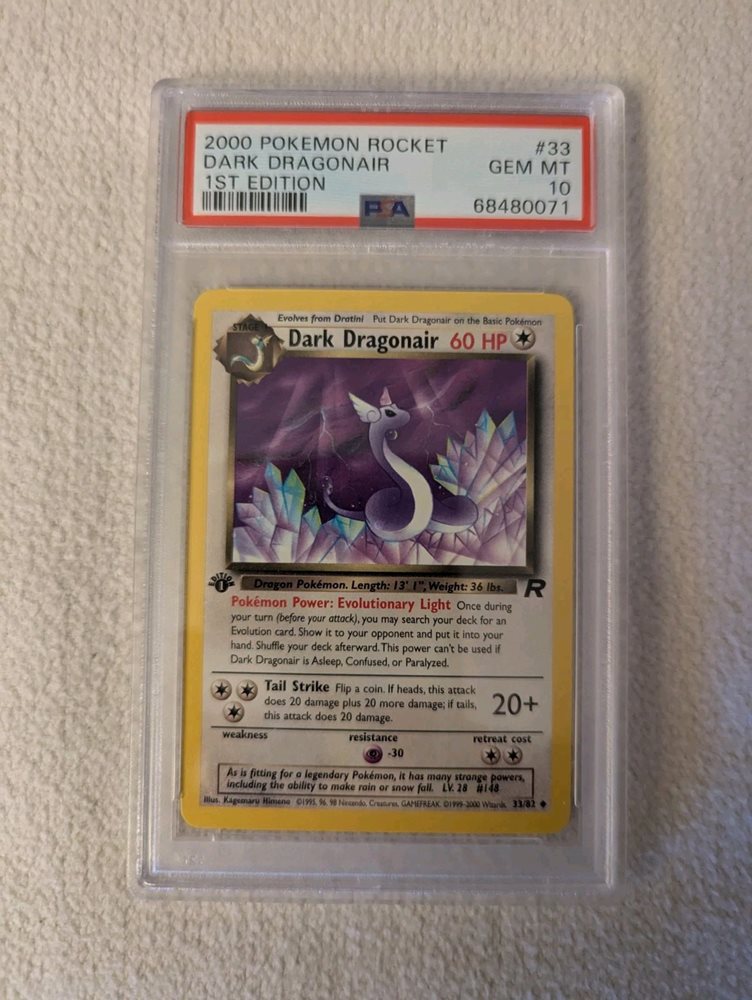 2000 POKEMON ROCKET #33
DARK DRAGONAIR GEM MT
1ST EDITION 10
PSA 68480071
Evolves from Dratini Put Dark Dragonair on the Basic Pokémon
STAGE 1
Dark Dragonair 60 HP
EDITION 1
Dragon Pokémon. Length: 13' 1", Weight: 36 lbs. R
Pokémon Power: Evolutionary Light Once during
your turn (before your attack), you may search your deck for an
Evolution card. Show it to your opponent and put it into your
hand. Shuffle your deck afterward. This power can't be used if
Dark Dragonair is Asleep, Confused, or Paralyzed.
Tail Strike Flip a coin. If heads, this attack
does 20 damage plus 20 more damage; if tails,
this attack does 20 damage.
20+
weakness resistance retreat cost
-30
As is fitting for a legendary Pokémon, it has many strange powers,
including the ability to make rain or snow fall. LV. 28 #148
Illus. Kagemaru Himeno ©1995, 96, 98 Nintendo, Creatures, GAMEFREAK. ©1999-2000 Wizards. 33/82